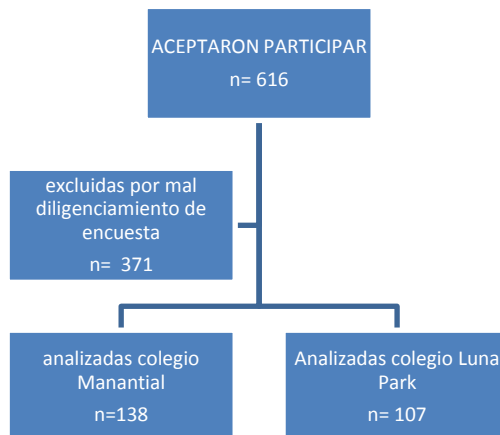 ACEPTARON PARTICIPAR
n= 616
excluidas por mal
diligenciamiento de
encuesta
n= 371
analizadas colegio
Manantial
n=138
Analizadas colegio Luna
Park
n= 107